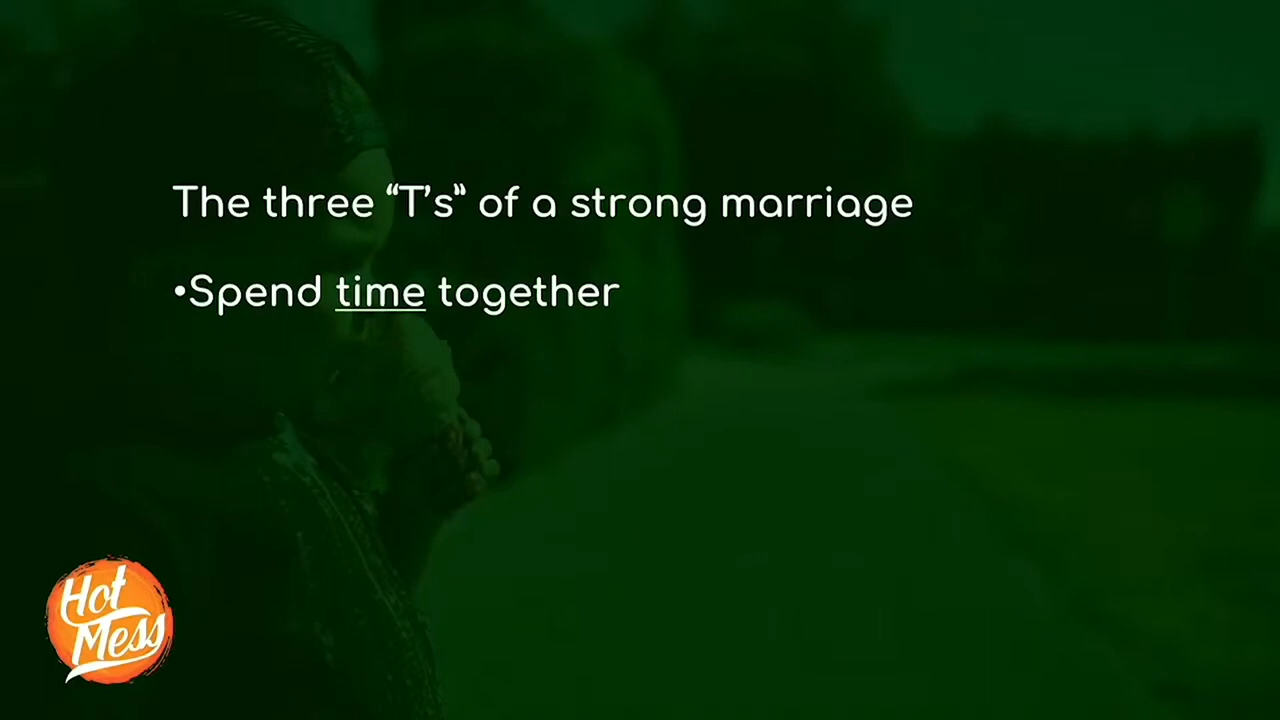 The three “T’s” of a strong marriage
•Spend time together
Hot
Mess